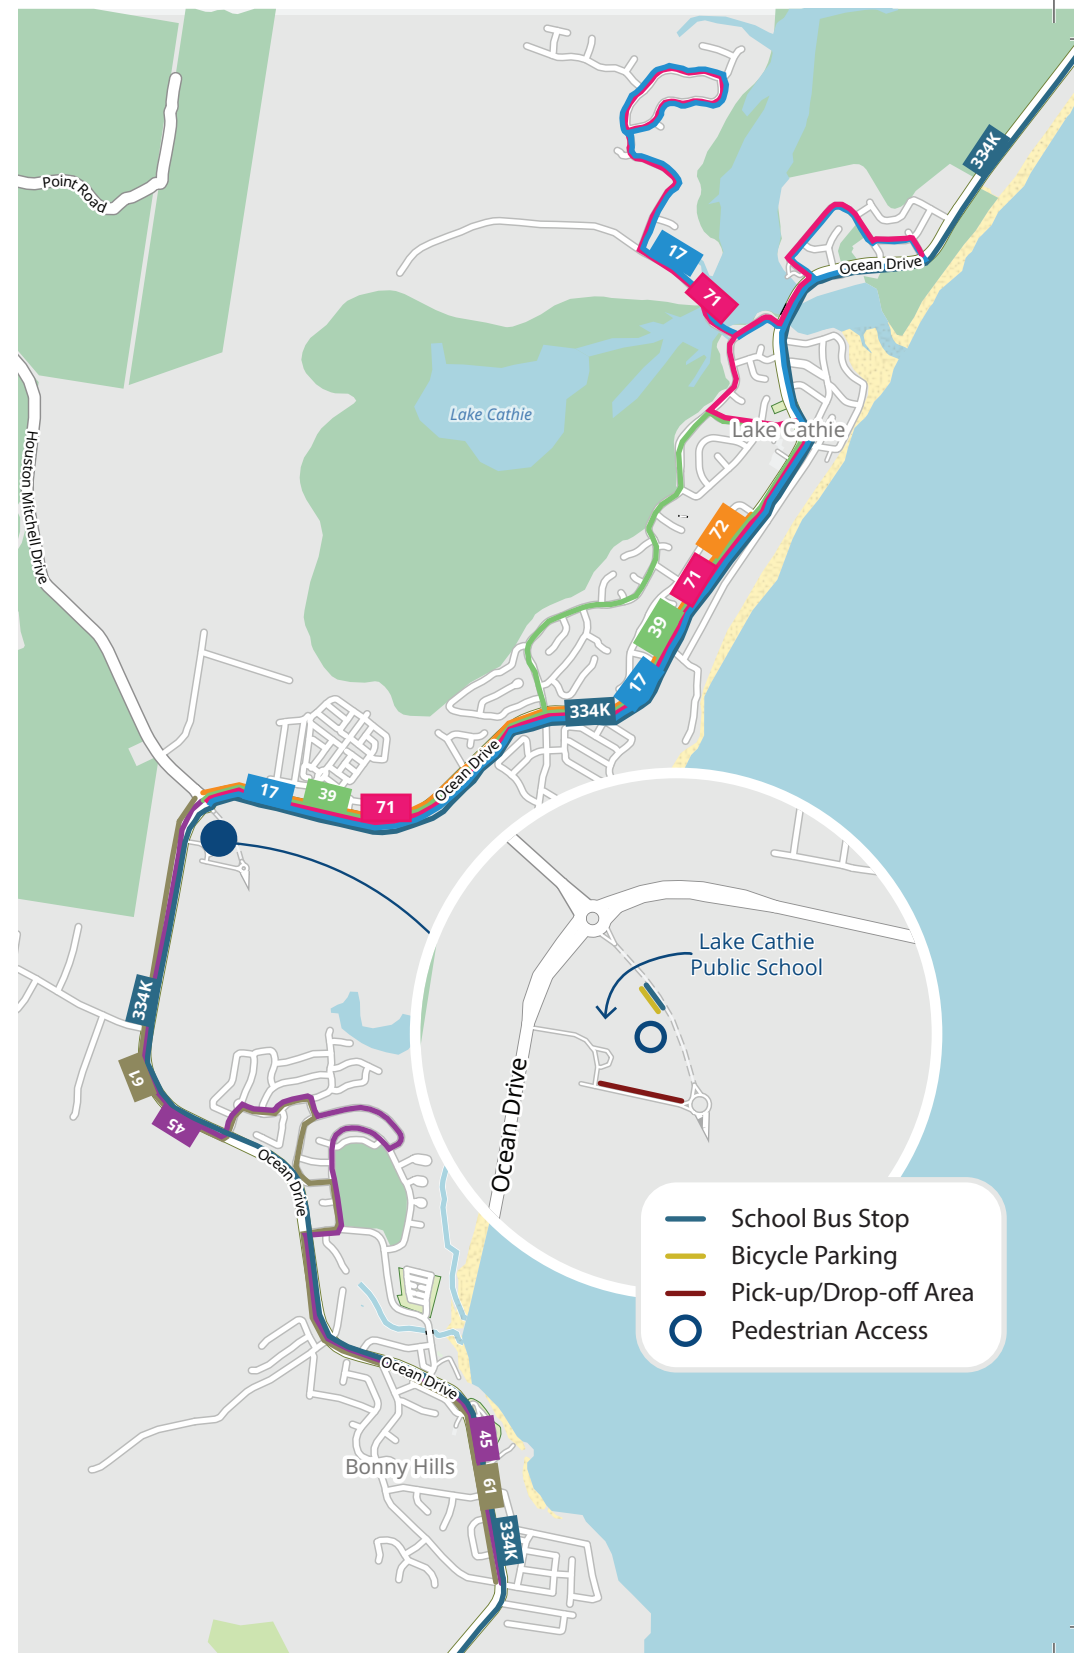 334K
Point Road
17
71
Ocean Drive
Lake Cathie
Lake Cathie
Houston Mitchell Drive
72
71
39
17
334K
Ocean Drive
17
39
71
Lake Cathie
Public School
334K
61
45
Ocean Drive
Ocean Drive
School Bus Stop
Bicycle Parking
Pick-up/Drop-off Area
Pedestrian Access
Ocean Drive
45
Bonny Hills
61
334K